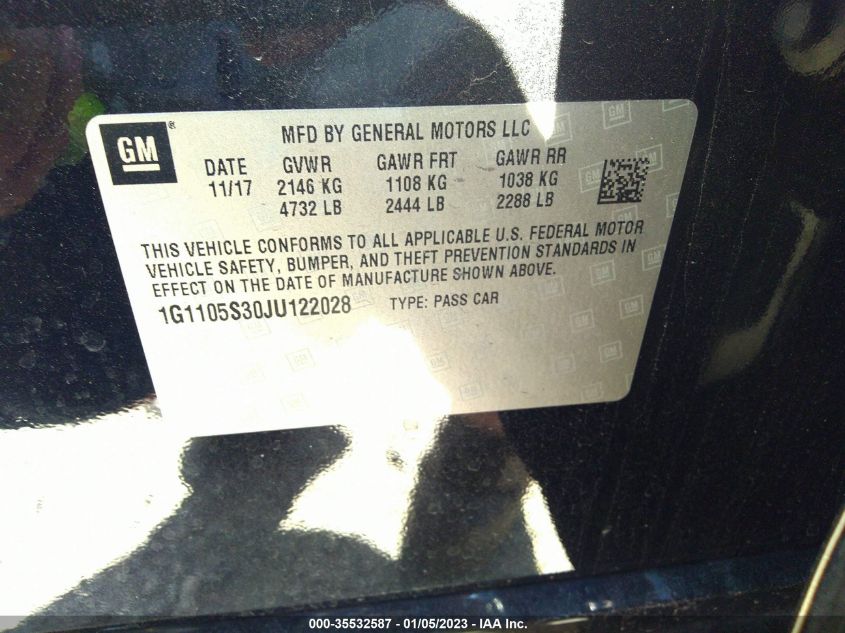 GM ® MFD BY GENERAL MOTORS LLC
DATE GVWR GAWR FRT GAWR RR
11/17 2146 KG 1108 KG 1038 KG
4732 LB 2444 LB 2288 LB
THIS VEHICLE CONFORMS TO ALL APPLICABLE U.S. FEDERAL MOTOR
VEHICLE SAFETY, BUMPER, AND THEFT PREVENTION STANDARDS IN
EFFECT ON THE DATE OF MANUFACTURE SHOWN ABOVE.
1G1105S30JU122028 TYPE: PASS CAR
000-35532587 - 01/05/2023 - © IAA Inc.